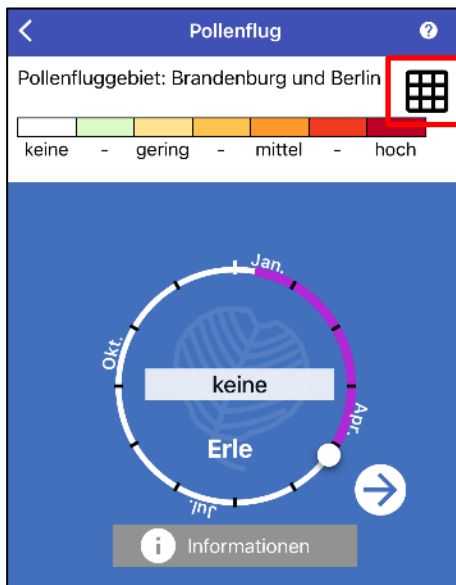 Pollenflug
?
Pollenfluggebiet: Brandenburg und Berlin
keine - gering - mittel - hoch
Jan.
Okt.
keine
Apr.
Erle
Jul.
i Informationen